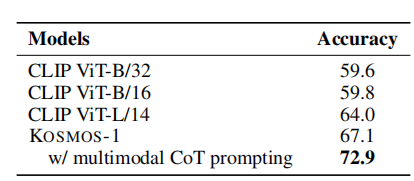 Models Accuracy
CLIP ViT-B/32 59.6
CLIP ViT-B/16 59.8
CLIP ViT-L/14 64.0
KOSMOS-1 67.1
w/ multimodal CoT prompting 72.9